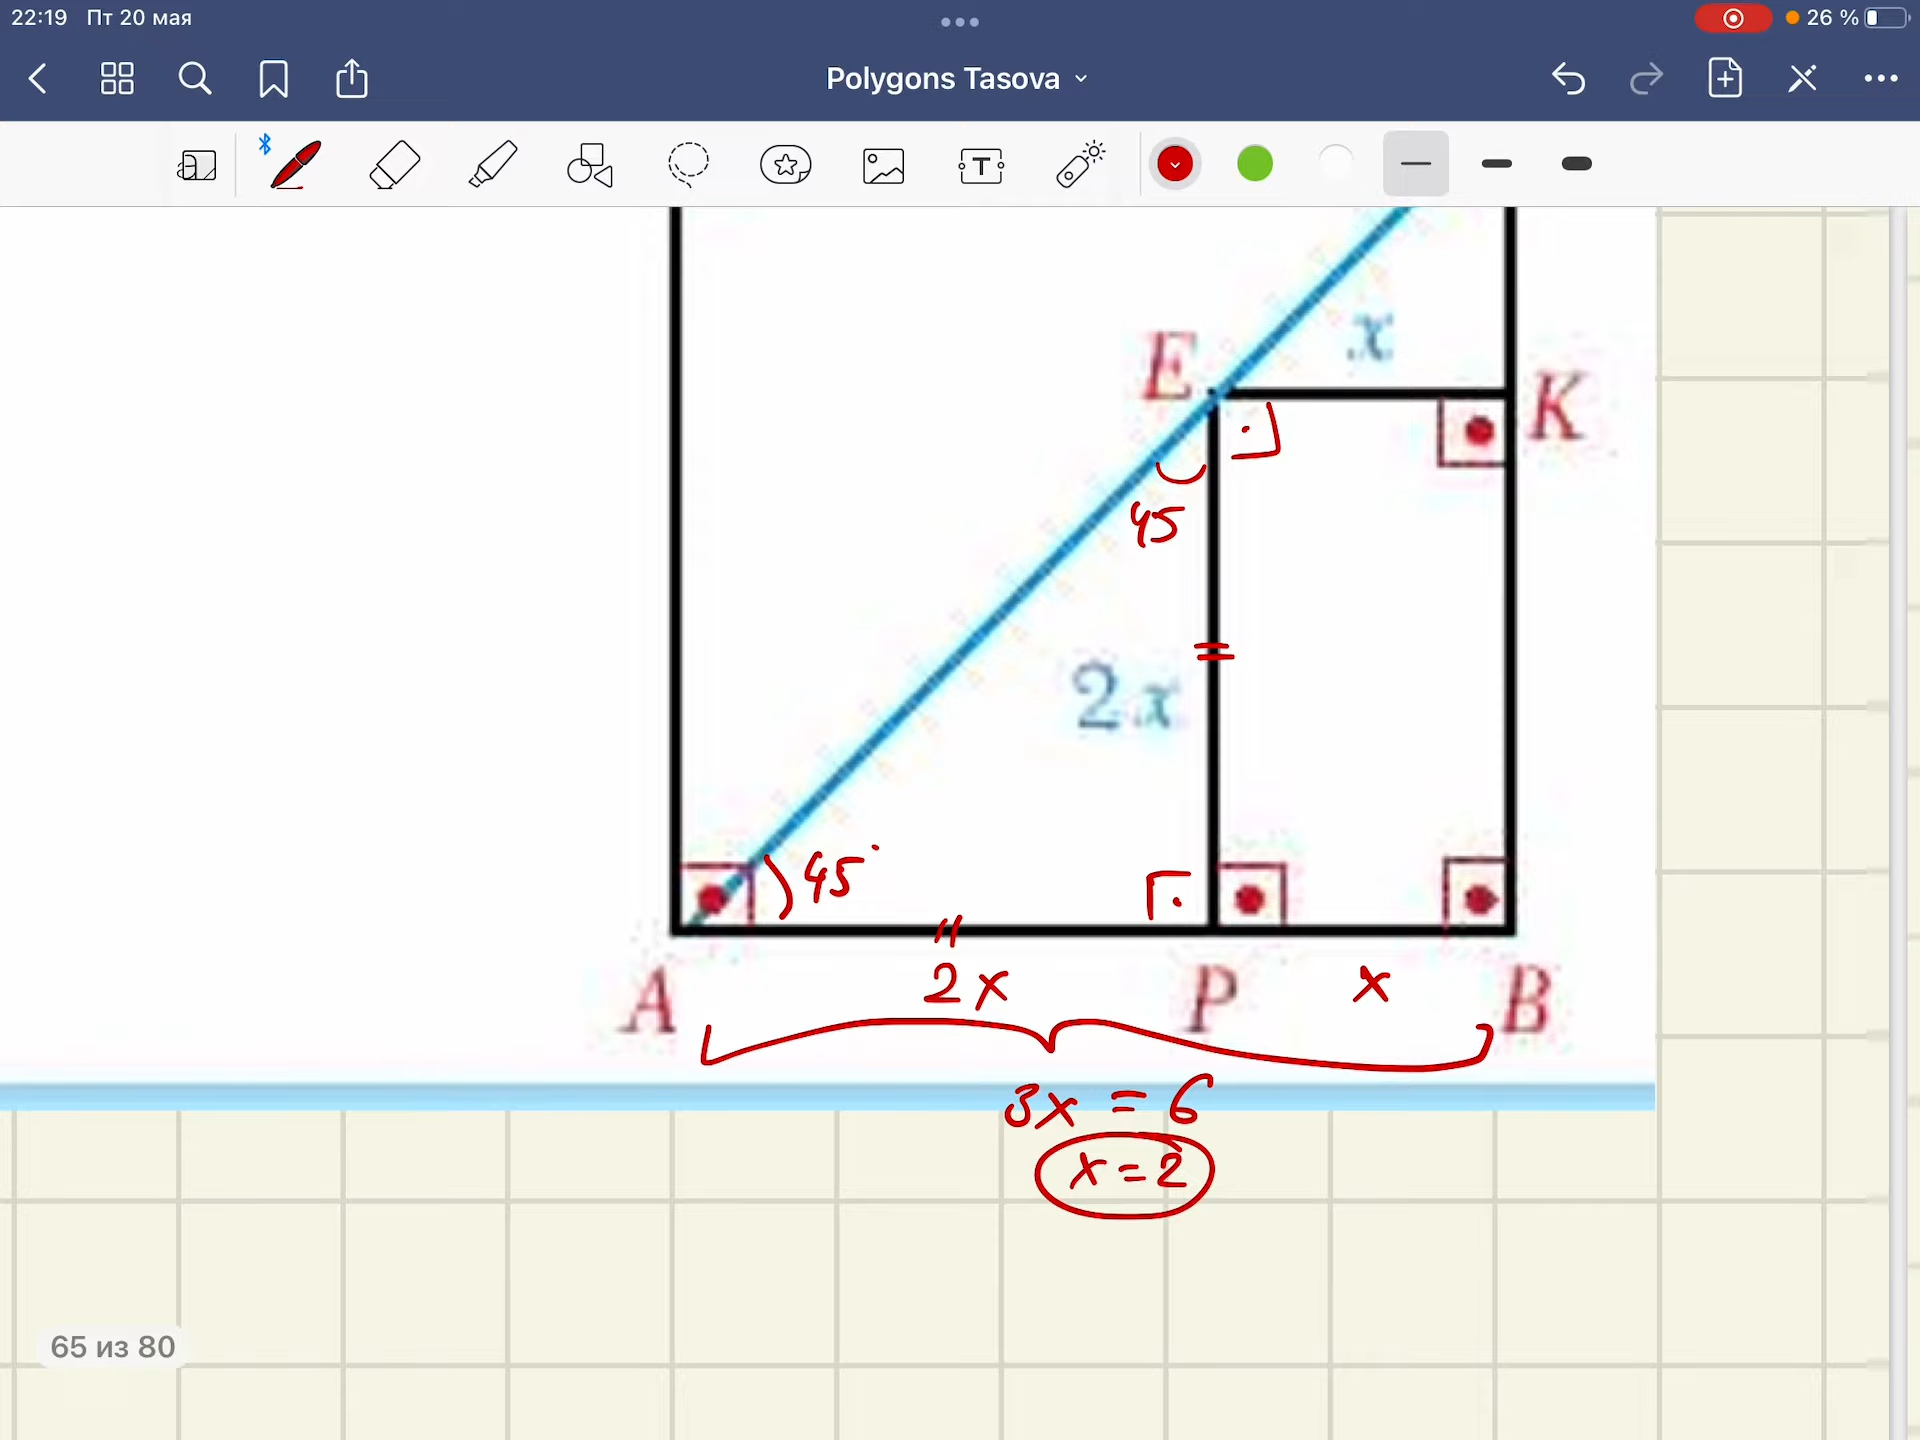 22:19 Пт 20 мая
26 %
Polygons Tasova
T
x
E
K
45
2x
45°
A
2x
P
x
B
3x = 6
x = 2
65 из 80